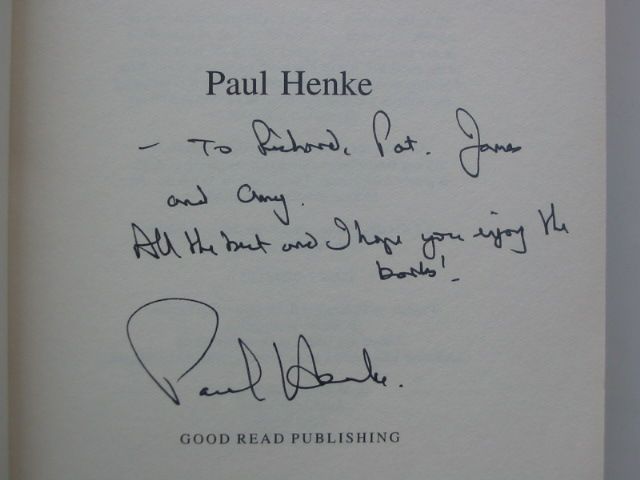 Paul Henke
- To Richard, Pat. James
and Amy.
All the best and I hope you enjoy the
books!
Paul Henke.
GOOD READ PUBLISHING